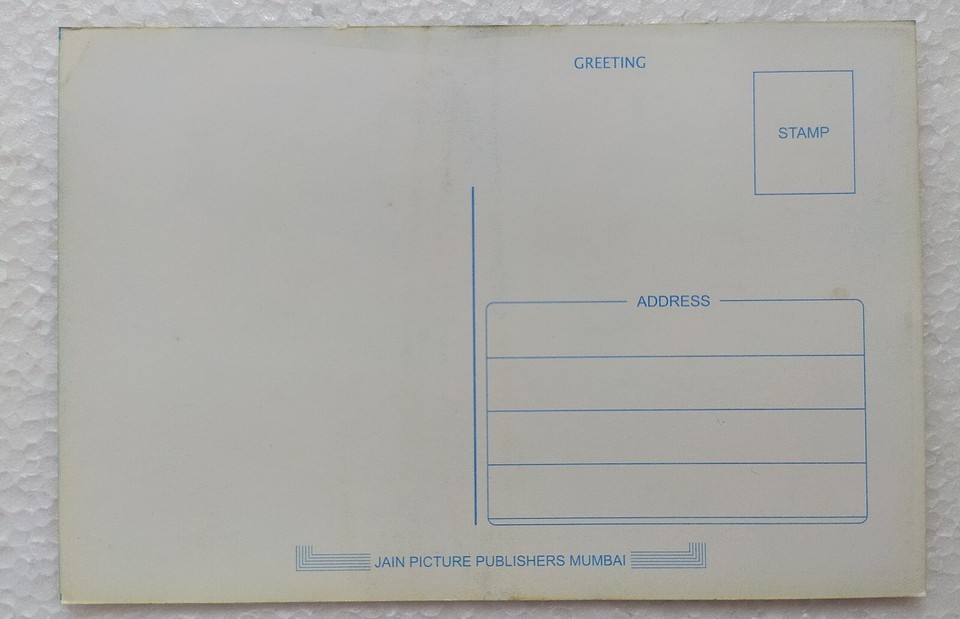 GREETING
STAMP
ADDRESS
JAIN PICTURE PUBLISHERS MUMBAI